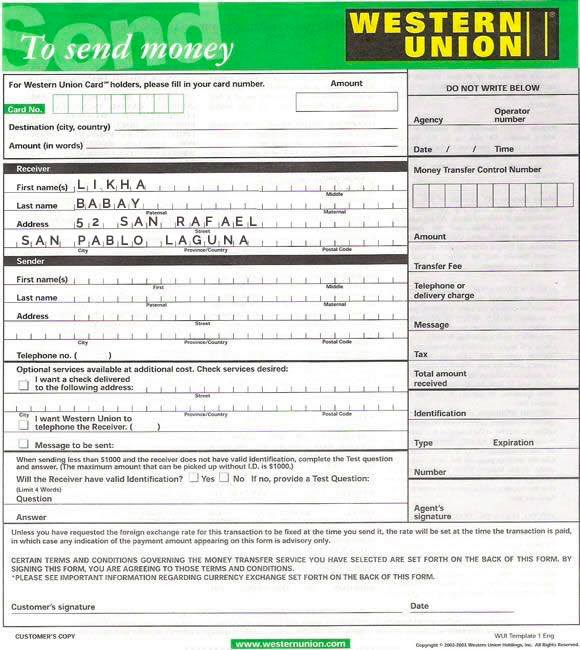 Send
To send money
WESTERN
UNION ®
For Western Union Card℠ holders, please fill in your card number.
Amount
Card No.
Destination (city, country)
Amount (in words)
DO NOT WRITE BELOW
Agency
Operator
number
Date / / Time
Receiver
First name(s) LIKHA
Middle
Last name BABAY
Paternal Maternal
Address 52 SAN RAFAEL
Street
SAN PABLO LAGUNA
City Province/Country Postal Code
Sender
First name(s)
First Middle
Last name
Paternal Maternal
Address
Street
City Province/Country Postal Code
Telephone no. ( )
Optional services available at additional cost. Check services desired:
I want a check delivered
to the following address:
Street
City Province/Country Postal Code
I want Western Union to
telephone the Receiver. ( )
Message to be sent:
When sending less than $1000 and the receiver does not have valid identification, complete the Test question
and answer. (The maximum amount that can be picked up without I.D. is $1000.)
Will the Receiver have valid Identification? Yes No If no, provide a Test Question:
(Limit 4 Words)
Question
Answer
Money Transfer Control Number
Amount
Transfer Fee
Telephone or
delivery charge
Message
Tax
Total amount
received
Identification
Type Expiration
Number
Agent's
signature
Unless you have requested the foreign exchange rate for this transaction to be fixed at the time you send it, the rate will be set at the time the transaction is paid,
in which case any indication of the payment amount appearing on this form is advisory only.
CERTAIN TERMS AND CONDITIONS GOVERNING THE MONEY TRANSFER SERVICE YOU HAVE SELECTED ARE SET FORTH ON THE BACK OF THIS FORM. BY
SIGNING THIS FORM, YOU ARE AGREEING TO THOSE TERMS AND CONDITIONS.
*PLEASE SEE IMPORTANT INFORMATION REGARDING CURRENCY EXCHANGE SET FORTH ON THE BACK OF THIS FORM.
Customer's signature
Date
CUSTOMER'S COPY
www.westernunion.com
WUI Template 1 Eng
Copyright © 2002-2003 Western Union Holdings, Inc. All Rights Reserved.